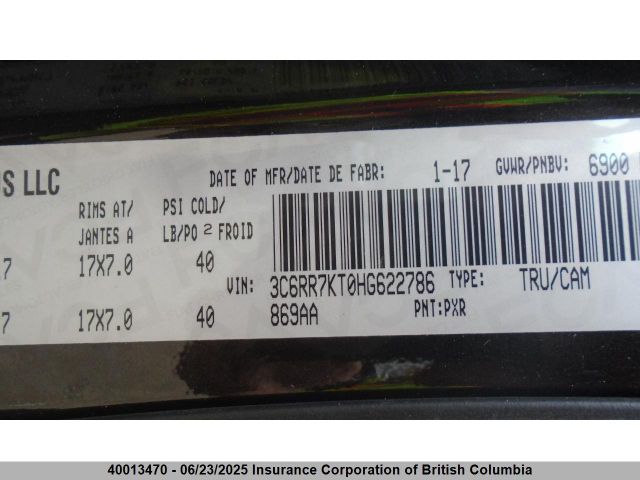 US LLC DATE OF MFR/DATE DE FABR: 1-17 GVWR/PNBV: 6900
RIMS AT/ PSI COLD/
JANTES A LB/PO 2 FROID
7 17X7.0 40
VIN: 3C6RR7KT0HG622786 TYPE: TRU/CAM
7 17X7.0 40 869AA PNT:PXR
40013470 - 06/23/2025 Insurance Corporation of British Columbia